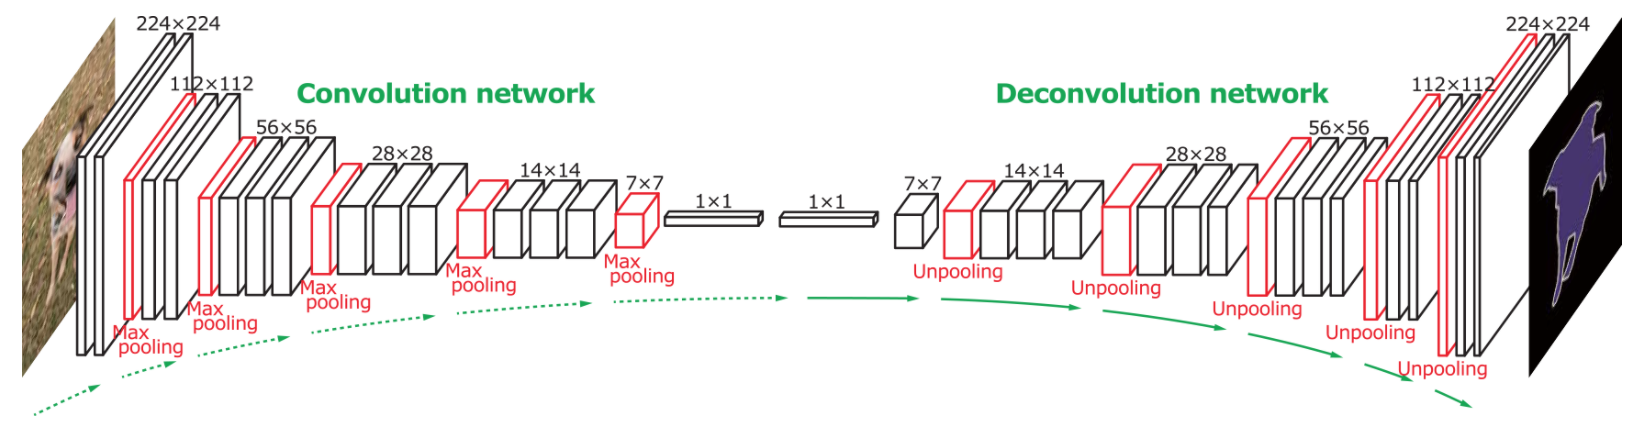 224×224
112×112
56×56
28×28
14×14
7×7
1×1
1×1
7×7
14×14
28×28
56×56
112×112
224×224
Convolution network
Deconvolution network
Max
pooling
Max
pooling
Max
pooling
Max
pooling
Max
pooling
Unpooling
Unpooling
Unpooling
Unpooling
Unpooling